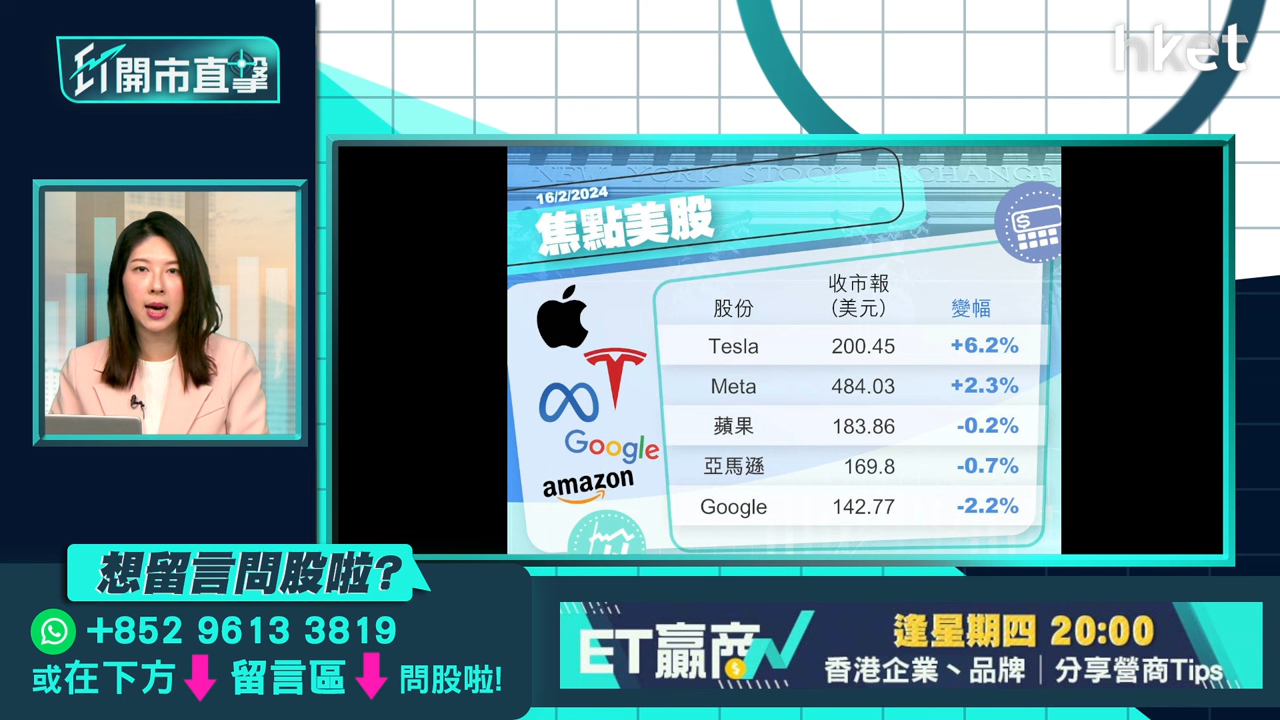 ET開市直擊
hket
NEW YORK STOCK EXCHANGE
16/2/2024
焦點美股
股份 收市報(美元) 變幅
Tesla 200.45 +6.2%
Meta 484.03 +2.3%
蘋果 183.86 -0.2%
亞馬遜 169.8 -0.7%
Google 142.77 -2.2%
Google
amazon
想留言問股啦?
+852 9613 3819
或在下方 留言區 問股啦!
ET贏商
逢星期四 20:00
香港企業、品牌｜分享營商Tips